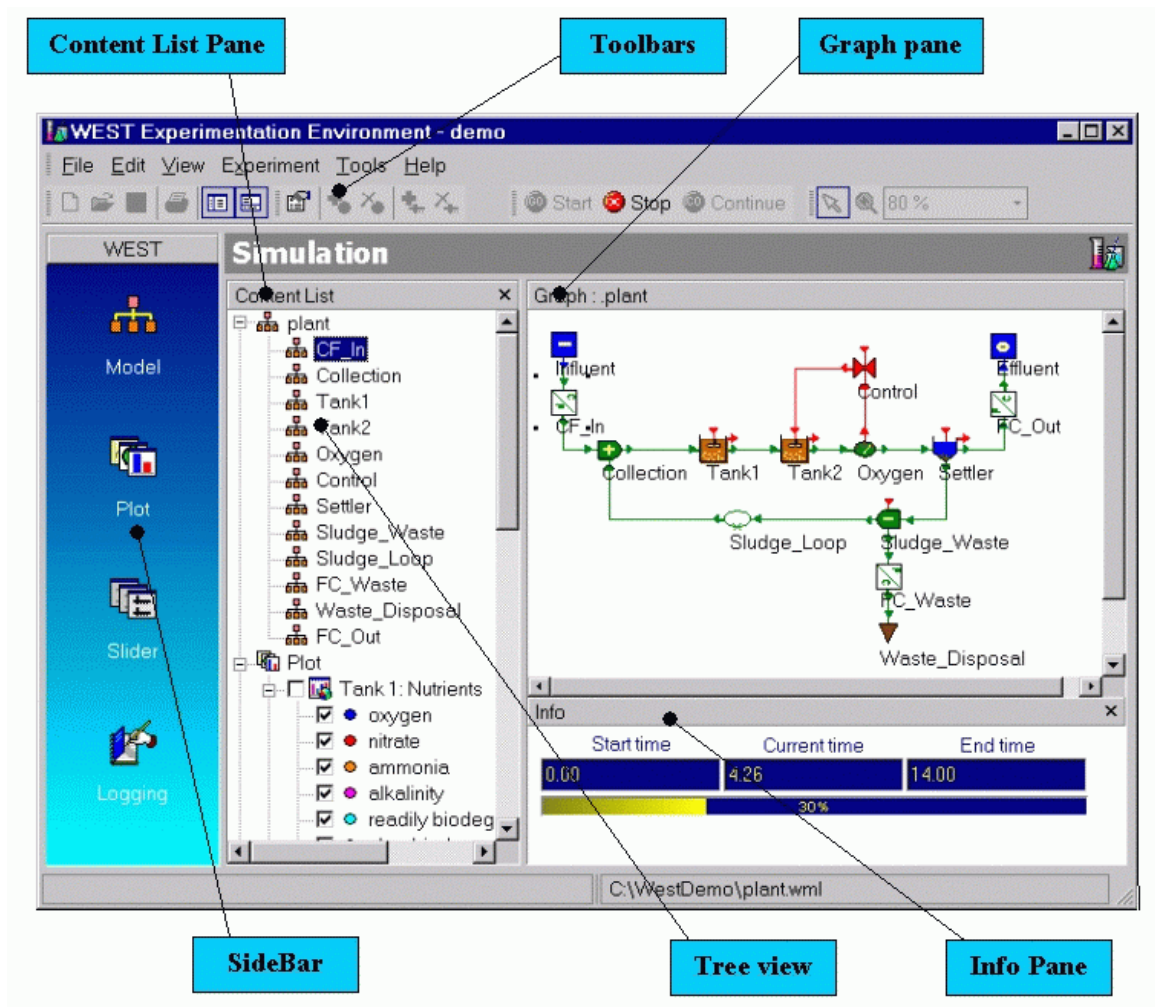 Content List Pane
Toolbars
Graph pane
WEST Experimentation Environment - demo
File Edit View Experiment Tools Help
Start Stop Continue 80 %
WEST
Simulation
Model
Plot
Slider
Logging
Content List
plant
CF_In
Collection
Tank1
Tank2
Oxygen
Control
Settler
Sludge_Waste
Sludge_Loop
FC_Waste
Waste_Disposal
FC_Out
Plot
Tank 1: Nutrients
oxygen
nitrate
ammonia
alkalinity
readily biodeg
Graph : .plant
Influent
Effluent
Control
CF_In
FC_Out
Collection Tank1 Tank2 Oxygen Settler
Sludge_Loop Sludge_Waste
FC_Waste
Waste_Disposal
Info
Start time Current time End time
0.00 4.26 14.00
30%
C:\WestDemo\plant.wml
SideBar
Tree view
Info Pane